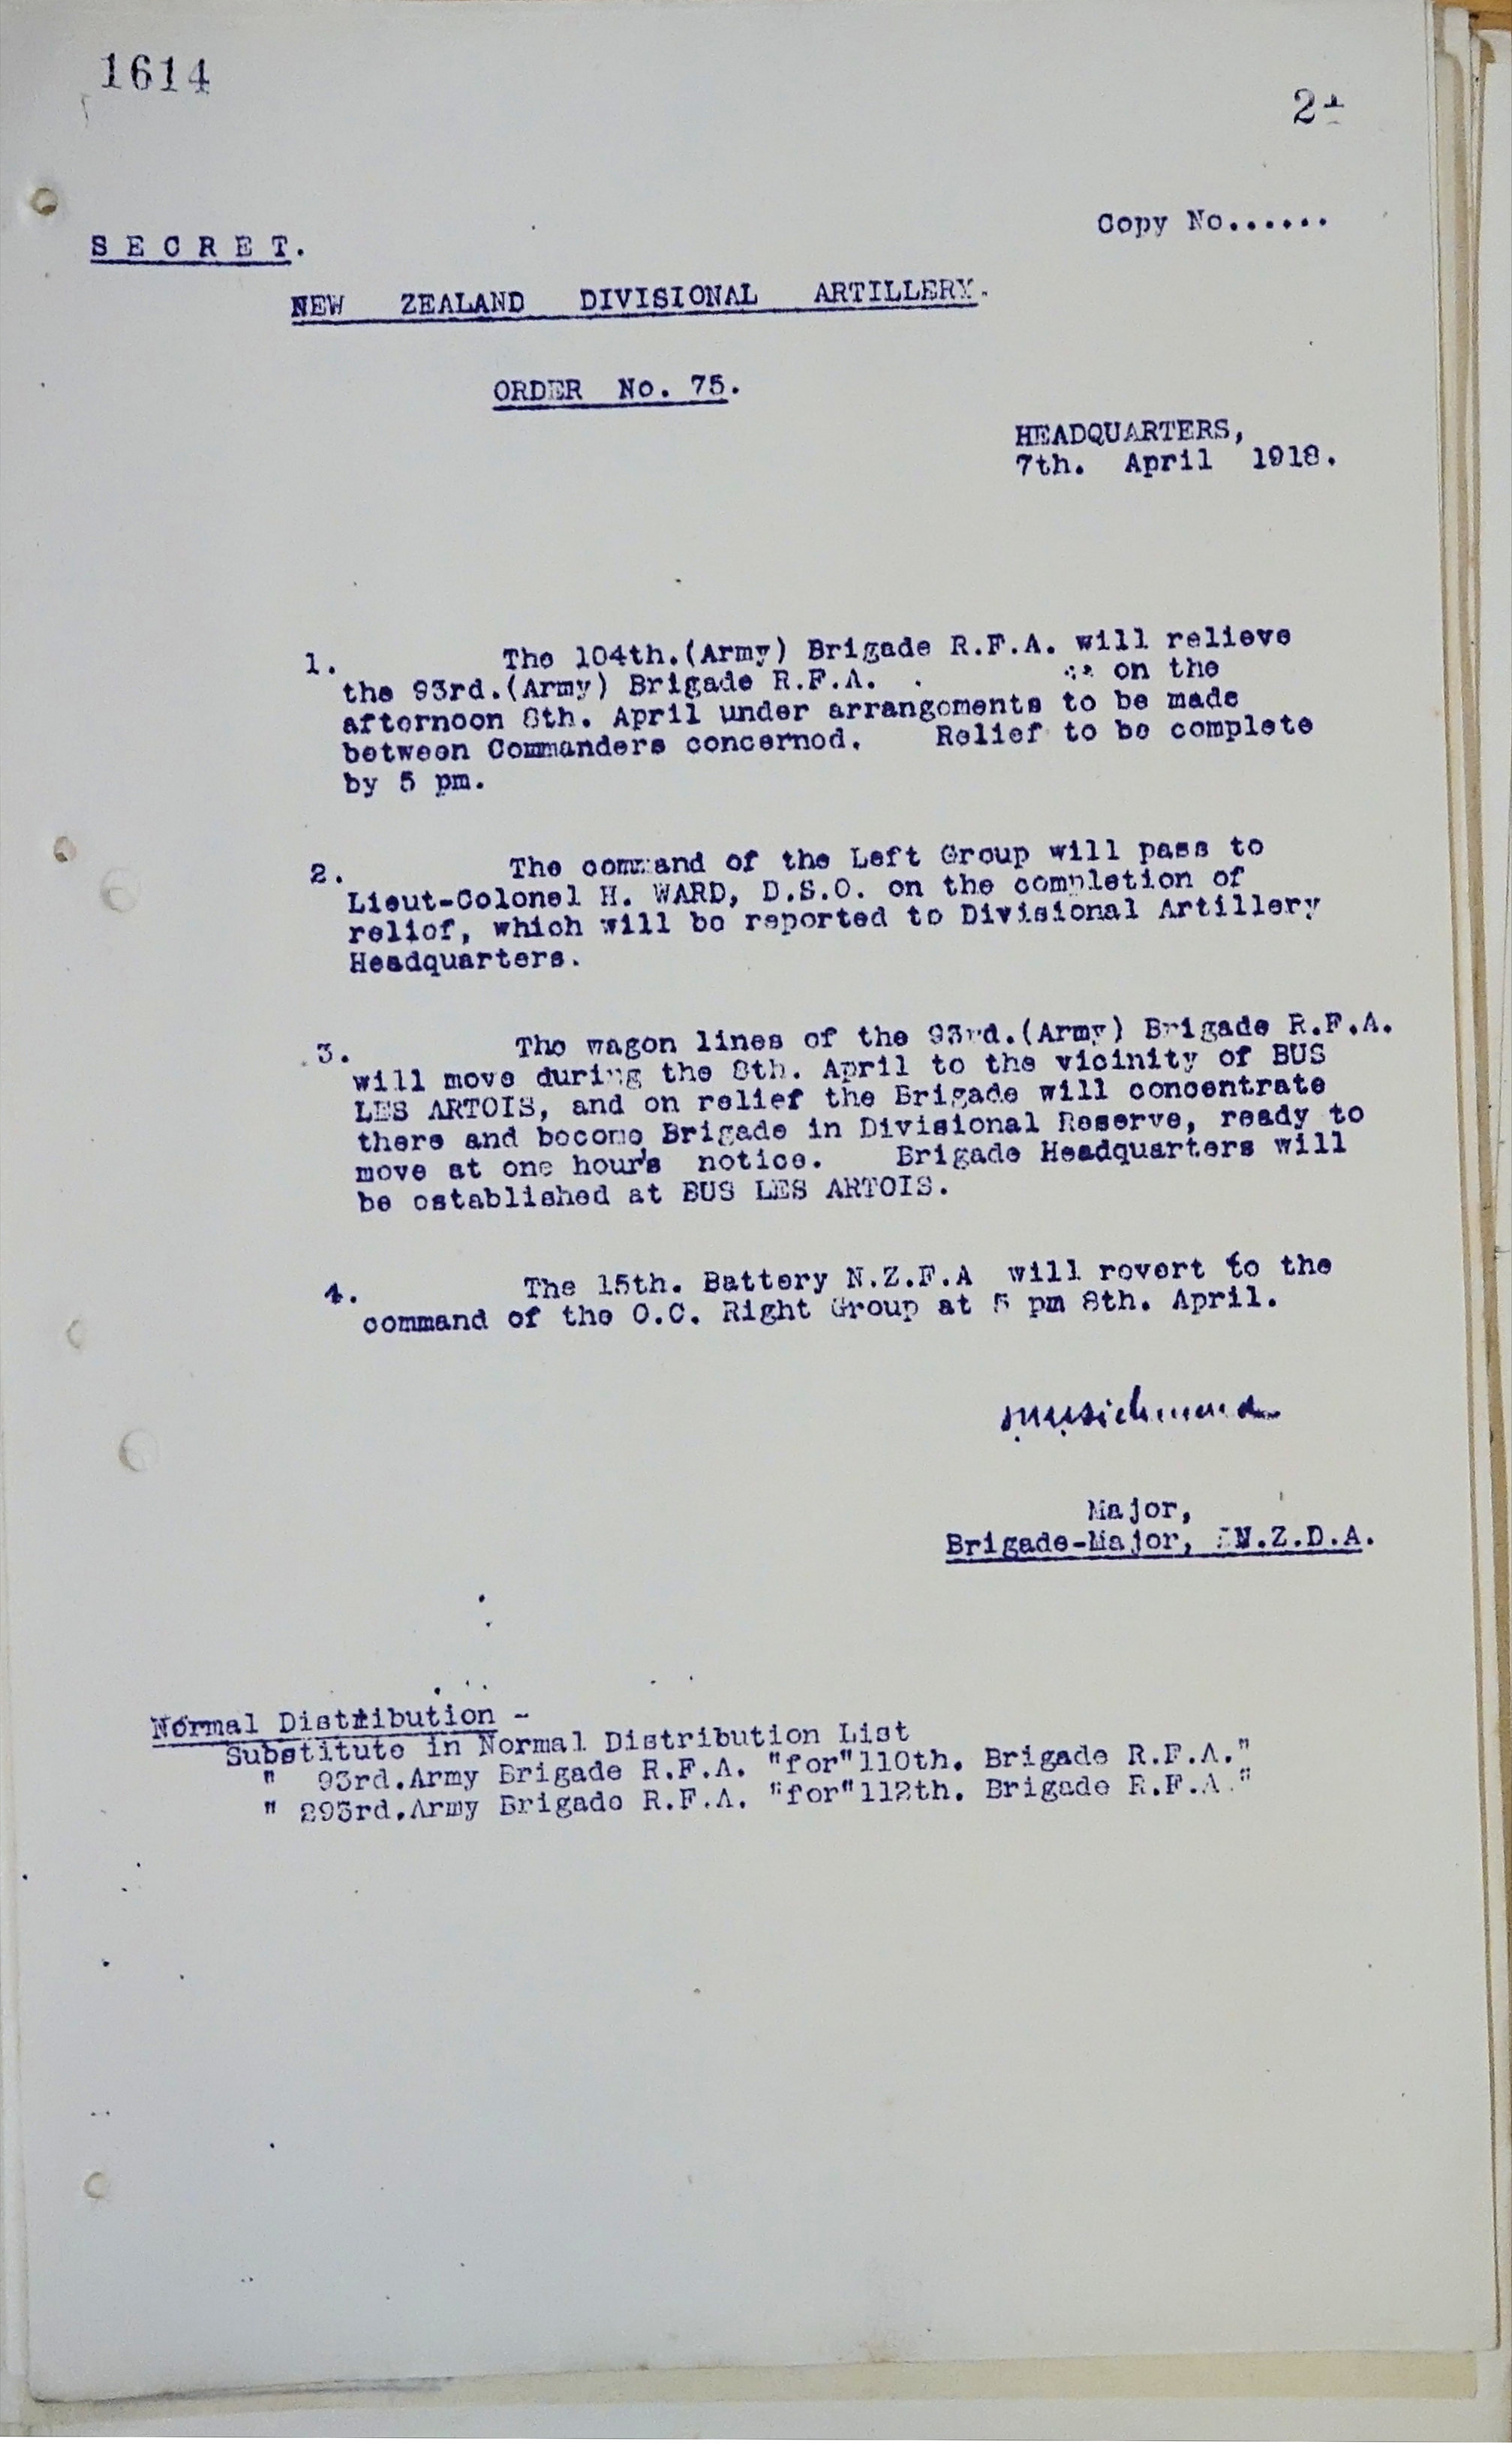 1614
Copy No......
SECRET.
NEW ZEALAND DIVISIONAL ARTILLERY.
ORDER No. 75.
HEADQUARTERS,
7th. April 1918.
1. The 104th.(Army) Brigade R.F.A. will relieve
the 93rd.(Army) Brigade R.F.A. on the
afternoon 8th. April under arrangements to be made
between Commanders concerned. Relief to be complete
by 5 pm.
2. The command of the Left Group will pass to
Lieut-Colonel H. WARD, D.S.O. on the completion of
relief, which will be reported to Divisional Artillery
Headquarters.
3. The wagon lines of the 93rd.(Army) Brigade R.F.A.
will move during the 8th. April to the vicinity of BUS
LES ARTOIS, and on relief the Brigade will concentrate
there and become Brigade in Divisional Reserve, ready to
move at one hour's notice. Brigade Headquarters will
be established at BUS LES ARTOIS.
4. The 15th. Battery N.Z.F.A will revert to the
command of the O.C. Right Group at 5 pm 8th. April.
Major,
Brigade-Major, N.Z.D.A.
Normal Distribution -
Substitute in Normal Distribution List
" 93rd.Army Brigade R.F.A. "for" 110th. Brigade R.F.A."
" 293rd.Army Brigade R.F.A. "for" 112th. Brigade R.F.A."